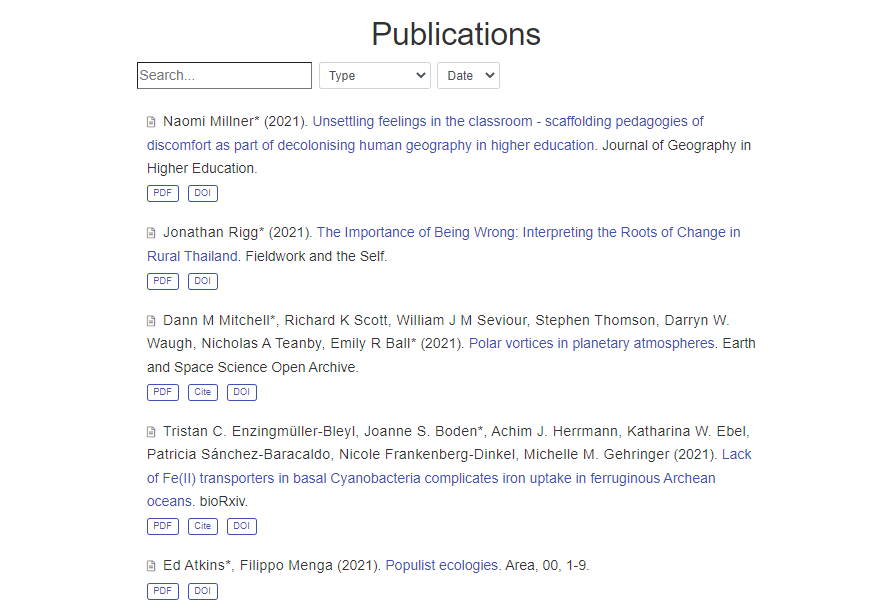 Publications
Search... Type Date
Naomi Millner* (2021). Unsettling feelings in the classroom - scaffolding pedagogies of
discomfort as part of decolonising human geography in higher education. Journal of Geography in
Higher Education.
PDF DOI
Jonathan Rigg* (2021). The Importance of Being Wrong: Interpreting the Roots of Change in
Rural Thailand. Fieldwork and the Self.
PDF DOI
Dann M Mitchell*, Richard K Scott, William J M Seviour, Stephen Thomson, Darryn W.
Waugh, Nicholas A Teanby, Emily R Ball* (2021). Polar vortices in planetary atmospheres. Earth
and Space Science Open Archive.
PDF Cite DOI
Tristan C. Enzingmüller-Bleyl, Joanne S. Boden*, Achim J. Herrmann, Katharina W. Ebel,
Patricia Sánchez-Baracaldo, Nicole Frankenberg-Dinkel, Michelle M. Gehringer (2021). Lack
of Fe(II) transporters in basal Cyanobacteria complicates iron uptake in ferruginous Archean
oceans. bioRxiv.
PDF Cite DOI
Ed Atkins*, Filippo Menga (2021). Populist ecologies. Area, 00, 1-9.
PDF DOI